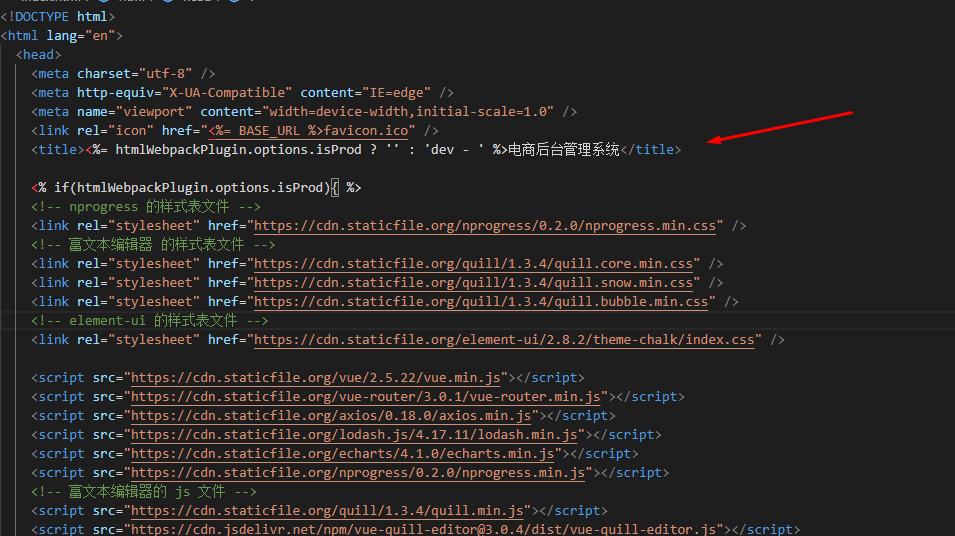 <!DOCTYPE html>
<html lang="en">
<head>
<meta charset="utf-8" />
<meta http-equiv="X-UA-Compatible" content="IE=edge" />
<meta name="viewport" content="width=device-width,initial-scale=1.0" />
<link rel="icon" href="<%= BASE_URL %>favicon.ico" />
<title><%= htmlWebpackPlugin.options.isProd ? '' : 'dev - ' %>电商后台管理系统</title>
<% if(htmlWebpackPlugin.options.isProd){ %>
<!-- nprogress 的样式表文件 -->
<link rel="stylesheet" href="https://cdn.staticfile.org/nprogress/0.2.0/nprogress.min.css" />
<!-- 富文本编辑器 的样式表文件 -->
<link rel="stylesheet" href="https://cdn.staticfile.org/quill/1.3.4/quill.core.min.css" />
<link rel="stylesheet" href="https://cdn.staticfile.org/quill/1.3.4/quill.snow.min.css" />
<link rel="stylesheet" href="https://cdn.staticfile.org/quill/1.3.4/quill.bubble.min.css" />
<!-- element-ui 的样式表文件 -->
<link rel="stylesheet" href="https://cdn.staticfile.org/element-ui/2.8.2/theme-chalk/index.css" />
<script src="https://cdn.staticfile.org/vue/2.5.22/vue.min.js"></script>
<script src="https://cdn.staticfile.org/vue-router/3.0.1/vue-router.min.js"></script>
<script src="https://cdn.staticfile.org/axios/0.18.0/axios.min.js"></script>
<script src="https://cdn.staticfile.org/lodash.js/4.17.11/lodash.min.js"></script>
<script src="https://cdn.staticfile.org/echarts/4.1.0/echarts.min.js"></script>
<script src="https://cdn.staticfile.org/nprogress/0.2.0/nprogress.min.js"></script>
<!-- 富文本编辑器的 js 文件 -->
<script src="https://cdn.staticfile.org/quill/1.3.4/quill.min.js"></script>
<script src="https://cdn.jsdelivr.net/npm/vue-quill-editor@3.0.4/dist/vue-quill-editor.js"></script>